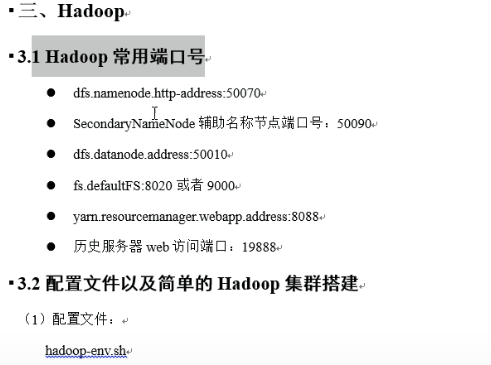 三、Hadoop
3.1 Hadoop 常用端口号
dfs.namenode.http-address:50070
SecondaryNameNode 辅助名称节点端口号：50090
dfs.datanode.address:50010
fs.defaultFS:8020 或者 9000
yarn.resourcemanager.webapp.address:8088
历史服务器 web 访问端口：19888
3.2 配置文件以及简单的 Hadoop 集群搭建
（1）配置文件：
hadoop-env.sh